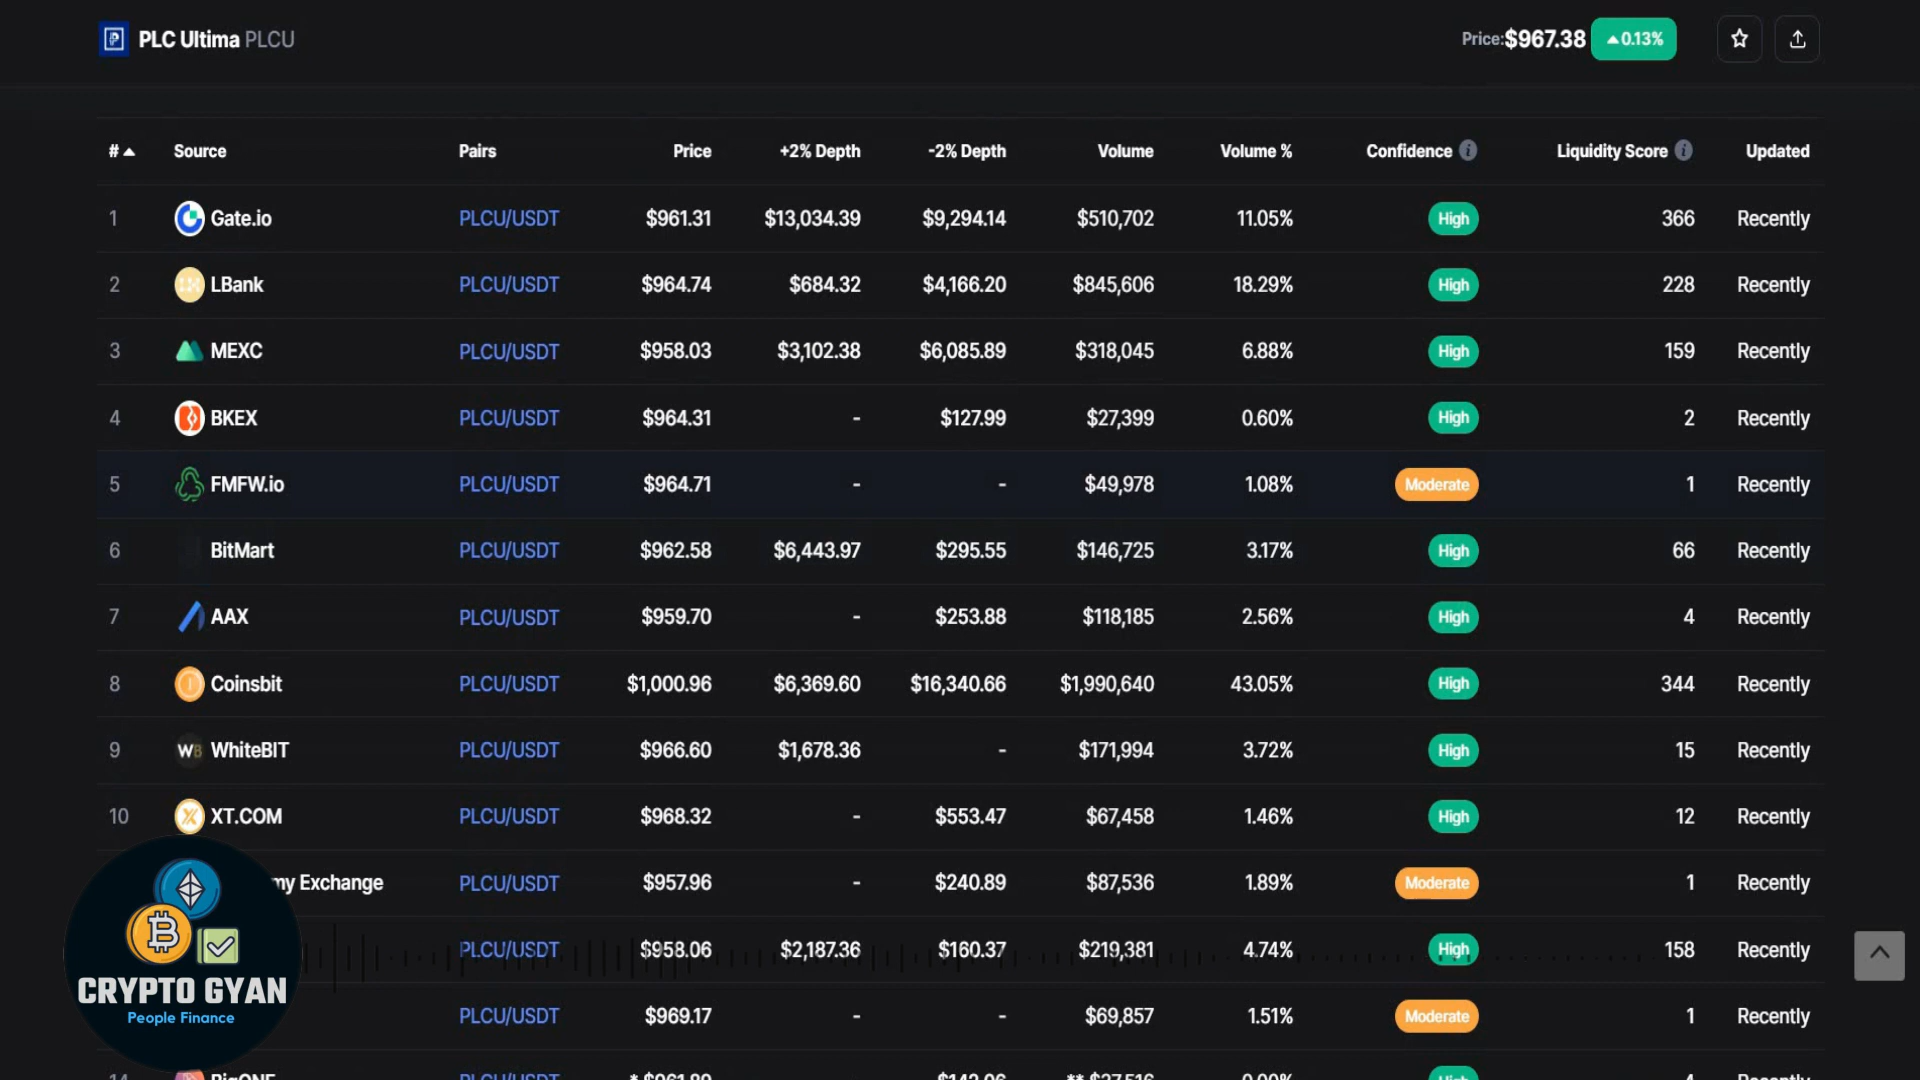 PLC Ultima PLCU Price:$967.38 ▲0.13%
# ▲ Source Pairs Price +2% Depth -2% Depth Volume Volume % Confidence i Liquidity Score i Updated
1 Gate.io PLCU/USDT $961.31 $13,034.39 $9,294.14 $510,702 11.05% High 366 Recently
2 LBank PLCU/USDT $964.74 $684.32 $4,166.20 $845,606 18.29% High 228 Recently
3 MEXC PLCU/USDT $958.03 $3,102.38 $6,085.89 $318,045 6.88% High 159 Recently
4 BKEX PLCU/USDT $964.31 - $127.99 $27,399 0.60% High 2 Recently
5 FMFW.io PLCU/USDT $964.71 - - $49,978 1.08% Moderate 1 Recently
6 BitMart PLCU/USDT $962.58 $6,443.97 $295.55 $146,725 3.17% High 66 Recently
7 AAX PLCU/USDT $959.70 - $253.88 $118,185 2.56% High 4 Recently
8 Coinsbit PLCU/USDT $1,000.96 $6,369.60 $16,340.66 $1,990,640 43.05% High 344 Recently
9 WB WhiteBIT PLCU/USDT $966.60 $1,678.36 - $171,994 3.72% High 15 Recently
10 XT.COM PLCU/USDT $968.32 - $553.47 $67,458 1.46% High 12 Recently
my Exchange PLCU/USDT $957.96 - $240.89 $87,536 1.89% Moderate 1 Recently
PLCU/USDT $958.06 $2,187.36 $160.37 $219,381 4.74% High 158 Recently
PLCU/USDT $969.17 - - $69,857 1.51% Moderate 1 Recently
CRYPTO GYAN
People Finance